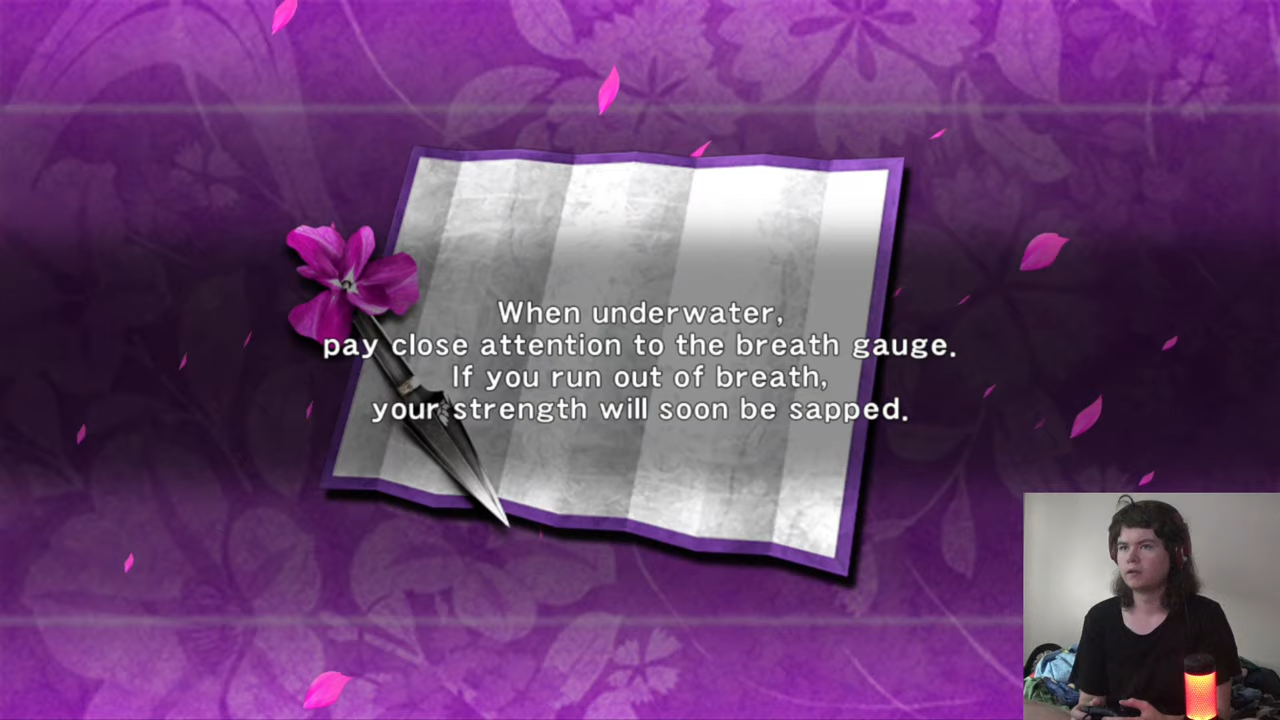 When underwater,
pay close attention to the breath gauge.
If you run out of breath,
your strength will soon be sapped.